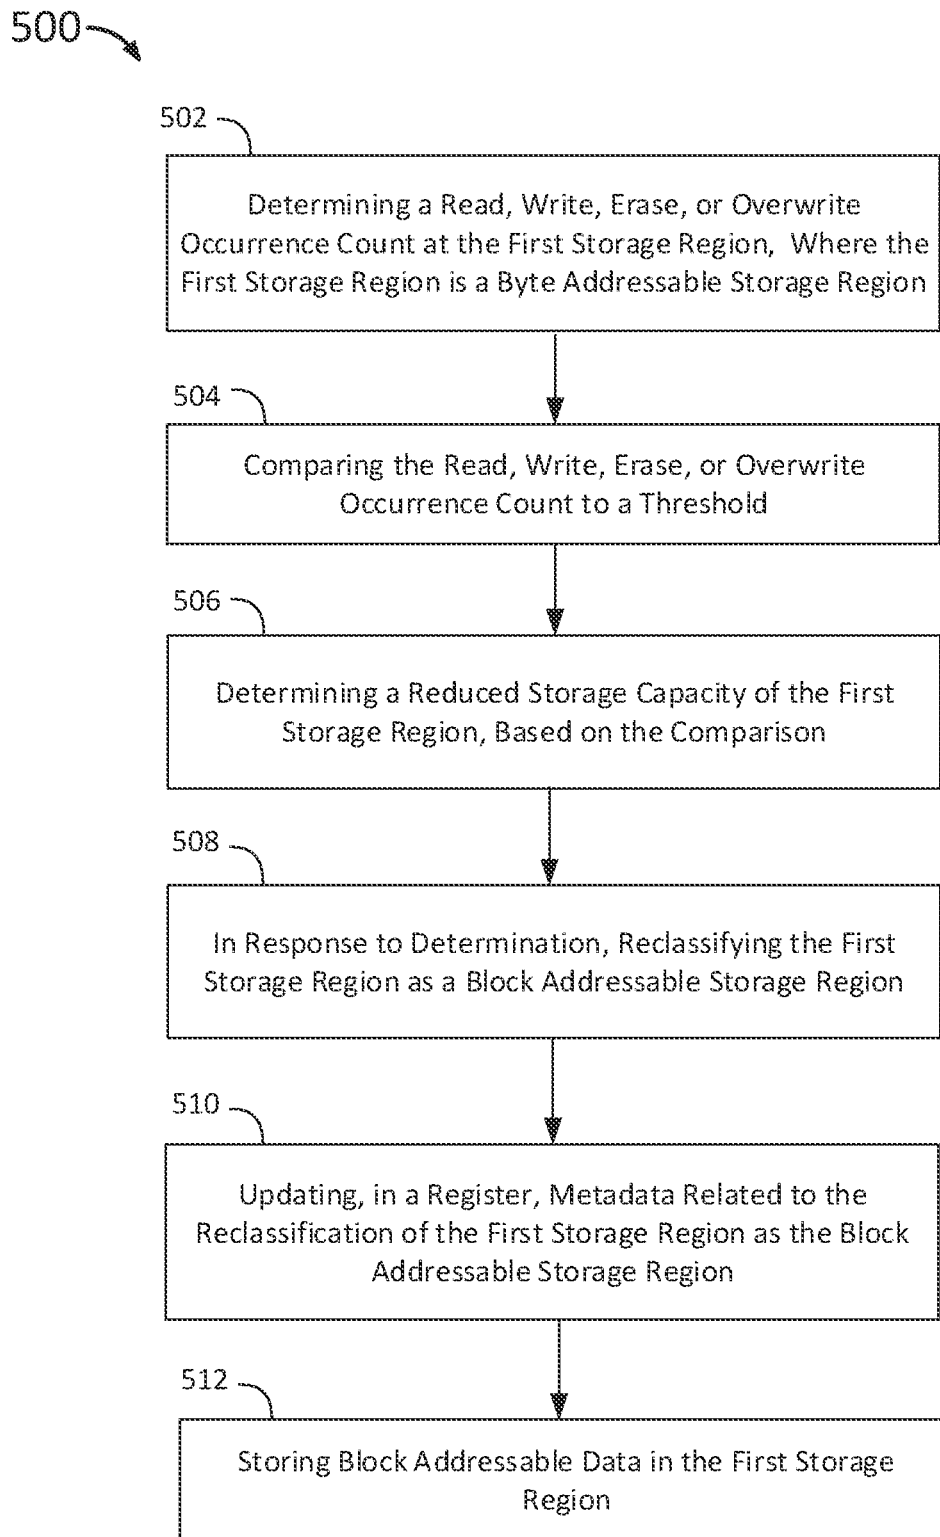 500
502
Determining a Read, Write, Erase, or Overwrite
Occurrence Count at the First Storage Region, Where the
First Storage Region is a Byte Addressable Storage Region
504
Comparing the Read, Write, Erase, or Overwrite
Occurrence Count to a Threshold
506
Determining a Reduced Storage Capacity of the First
Storage Region, Based on the Comparison
508
In Response to Determination, Reclassifying the First
Storage Region as a Block Addressable Storage Region
510
Updating, in a Register, Metadata Related to the
Reclassification of the First Storage Region as the Block
Addressable Storage Region
512
Storing Block Addressable Data in the First Storage
Region